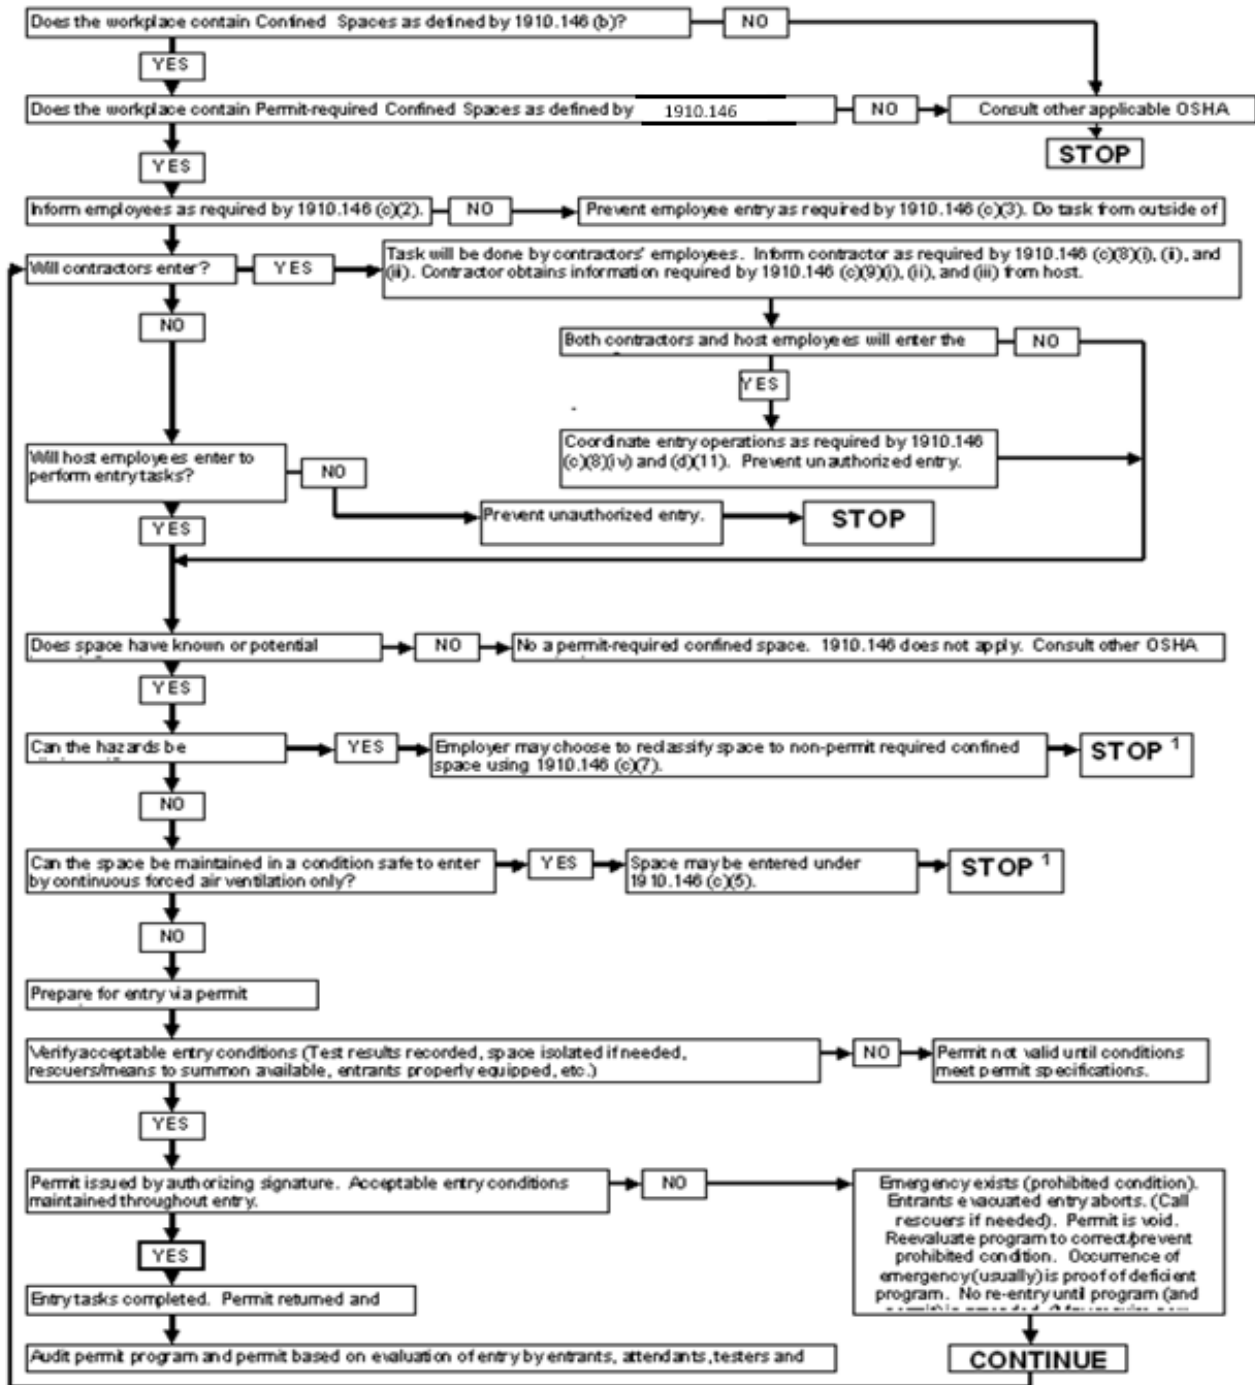 Does the workplace contain Confined Spaces as defined by 1910.146 (b)?
NO
YES
Does the workplace contain Permit-required Confined Spaces as defined by 1910.146
NO
Consult other applicable OSHA
STOP
YES
Inform employees as required by 1910.146 (c)(2).
NO
Prevent employee entry as required by 1910.146 (c)(3). Do task from outside of
Will contractors enter?
YES
Task will be done by contractors' employees. Inform contractor as required by 1910.146 (c)(8)(i), (ii), and
(iii). Contractor obtains information required by 1910.146 (c)(9)(i), (ii), and (iii) from host.
NO
Both contractors and host employees will enter the
NO
YES
Coordinate entry operations as required by 1910.146
(c)(8)(iv) and (d)(11). Prevent unauthorized entry.
Will host employees enter to
perform entry tasks?
NO
Prevent unauthorized entry.
STOP
YES
Does space have known or potential
NO
No a permit-required confined space. 1910.146 does not apply. Consult other OSHA
YES
Can the hazards be
YES
Employer may choose to reclassify space to non-permit required confined
space using 1910.146 (c)(7).
STOP 1
NO
Can the space be maintained in a condition safe to enter
by continuous forced air ventilation only?
YES
Space may be entered under
1910.146 (c)(5).
STOP 1
NO
Prepare for entry via permit
Verify acceptable entry conditions (Test results recorded, space isolated if needed,
rescuers/means to summon available, entrants properly equipped, etc.)
NO
Permit not valid until conditions
meet permit specifications.
YES
Permit issued by authorizing signature. Acceptable entry conditions
maintained throughout entry.
NO
Emergency exists (prohibited condition).
Entrants evacuated entry aborts. (Call
rescuers if needed). Permit is void.
Reevaluate program to correct/prevent
prohibited condition. Occurrence of
emergency (usually) is proof of deficient
program. No re-entry until program (and
YES
Entry tasks completed. Permit returned and
Audit permit program and permit based on evaluation of entry by entrants, attendants, testers and
CONTINUE